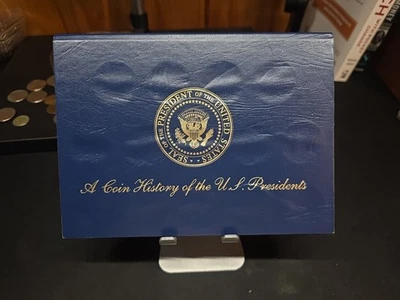 SEAL OF THE PRESIDENT OF THE UNITED STATES
A Coin History of the U.S. Presidents